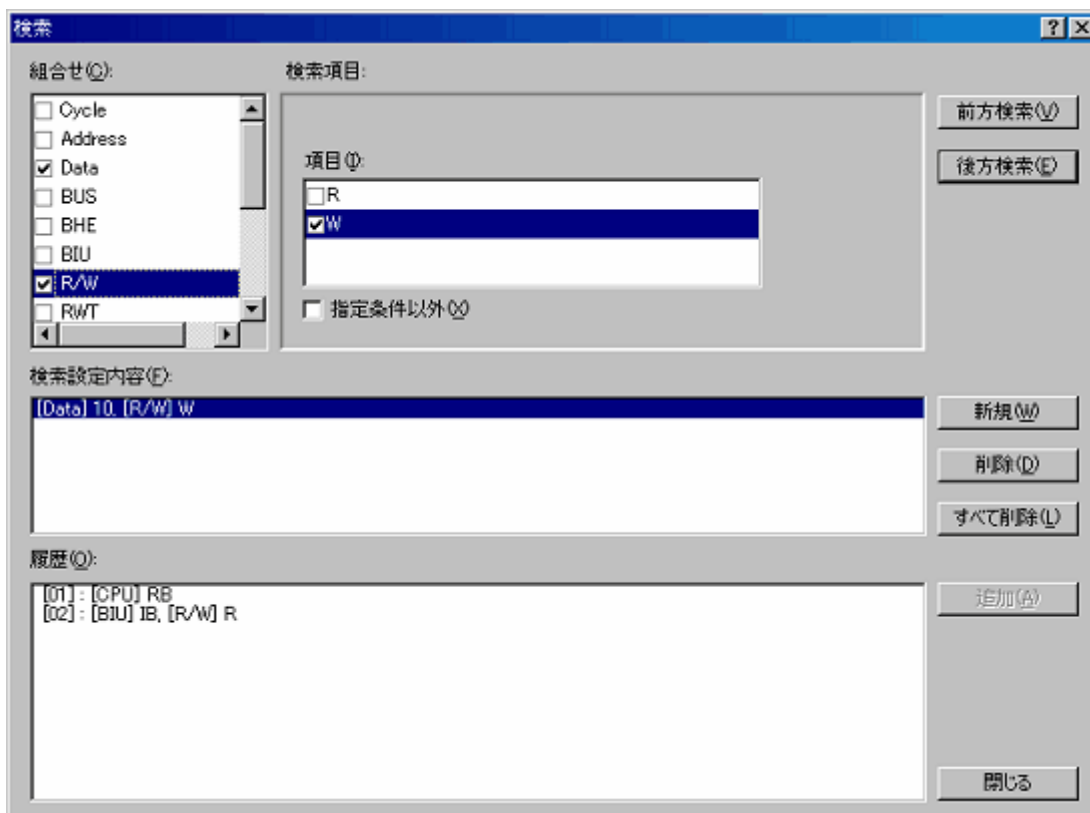 検索
組合せ(C):
Cycle
Address
Data
BUS
BHE
BIU
R/W
RWT
検索項目:
項目(I):
R
W
指定条件以外(X)
前方検索(V)
後方検索(E)
検索設定内容(F):
[Data] 10, [R/W] W
新規(W)
削除(D)
すべて削除(L)
履歴(O):
[01] : [CPU] RB
[02] : [BIU] IB, [R/W] R
追加(A)
閉じる